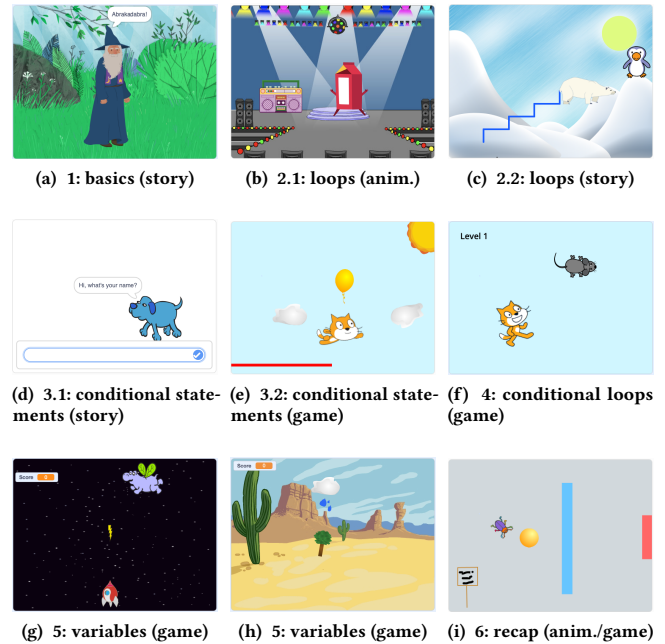 Abrakadabra!
(a) 1: basics (story)
(b) 2.1: loops (anim.)
(c) 2.2: loops (story)
Hi, what's your name?
Level 1
(d) 3.1: conditional state-
ments (story)
(e) 3.2: conditional state-
ments (game)
(f) 4: conditional loops
(game)
Score
Score
(g) 5: variables (game)
(h) 5: variables (game)
(i) 6: recap (anim./game)